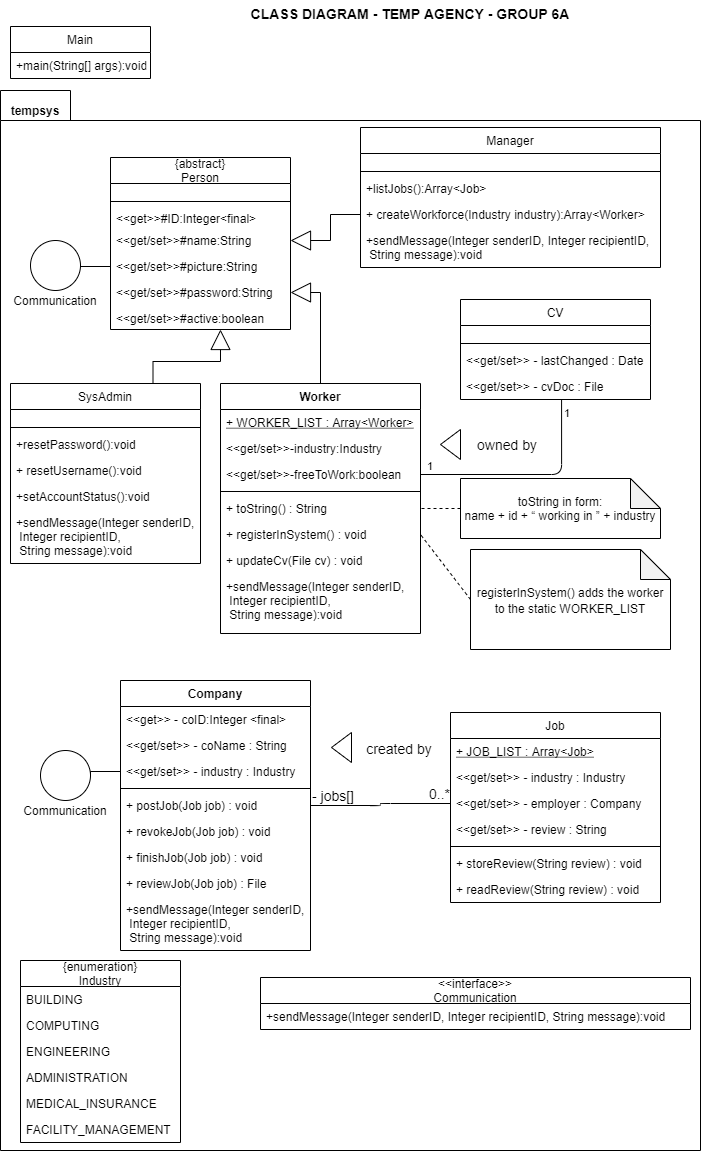 CLASS DIAGRAM - TEMP AGENCY - GROUP 6A
Main
+main(String[] args):void
tempsys
{abstract}
Person
<<get>>#ID:Integer<final>
<<get/set>>#name:String
<<get/set>>#picture:String
<<get/set>>#password:String
<<get/set>>#active:boolean
Communication
Manager
+listJobs():Array<Job>
+ createWorkforce(Industry industry):Array<Worker>
+sendMessage(Integer senderID, Integer recipientID,
String message):void
CV
<<get/set>> - lastChanged : Date
<<get/set>> - cvDoc : File
1
owned by
1
SysAdmin
+resetPassword():void
+ resetUsername() :void
+setAccountStatus():void
+sendMessage(Integer senderID,
Integer recipientID,
String message):void
Worker
+ WORKER_LIST : Array<Worker>
<<get/set>>-industry:Industry
<<get/set>>-freeToWork:boolean
+ toString() : String
+ registerInSystem() : void
+ updateCv(File cv) : void
+sendMessage(Integer senderID,
Integer recipientID,
String message):void
toString in form:
name + id + “ working in ” + industry
registerInSystem() adds the worker
to the static WORKER_LIST
Company
<<get>> - coID:Integer <final>
<<get/set>> - coName : String
<<get/set>> - industry : Industry
+ postJob(Job job) : void
+ revokeJob(Job job) : void
+ finishJob(Job job) : void
+ reviewJob(Job job) : File
+sendMessage(Integer senderID,
Integer recipientID,
String message):void
Communication
created by
- jobs[]
0..*
Job
+ JOB_LIST : Array<Job>
<<get/set>> - industry : Industry
<<get/set>> - employer : Company
<<get/set>> - review : String
+ storeReview(String review) : void
+ readReview(String review) : void
{enumeration}
Industry
BUILDING
COMPUTING
ENGINEERING
ADMINISTRATION
MEDICAL_INSURANCE
FACILITY_MANAGEMENT
<<interface>>
Communication
+sendMessage(Integer senderID, Integer recipientID, String message):void